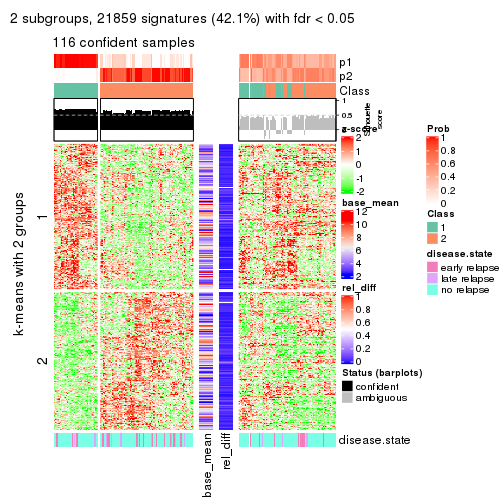 2 subgroups, 21859 signatures (42.1%) with fdr < 0.05
116 confident samples
p1
p2
Class
1
0.5
0
Silhouette
score
k-means with 2 groups
1
2
z-score
2
1
0
-1
-2
base_mean
12
10
8
6
4
2
rel_diff
1
0.8
0.6
0.4
0.2
0
Status (barplots)
confident
ambiguous
Prob
1
0.8
0.6
0.4
0.2
0
Class
1
2
disease.state
early relapse
late relapse
no relapse
disease.state
base_mean
rel_diff